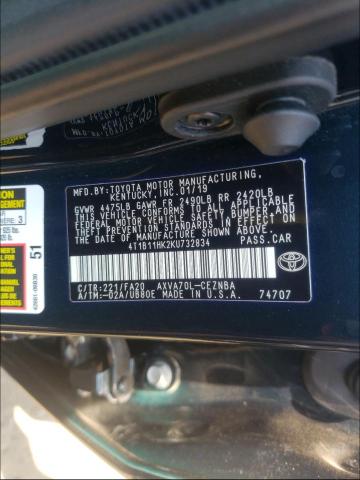 MFD. BY: TOYOTA MOTOR MANUFACTURING,
KENTUCKY, INC. 01/19
GVWR 4475LB GAWR FR 2490LB RR 2420LB
THIS VEHICLE CONFORMS TO ALL APPLICABLE
FEDERAL MOTOR VEHICLE SAFETY, BUMPER, AND
THEFT PREVENTION STANDARDS IN EFFECT ON
THE DATE OF MANUFACTURE SHOWN ABOVE.
4T1B11HK2KU732834 PASS.CAR
MADE IN U.S.A.
C/TR:221/FA20 AXVA70L-CEZNBA
A/TM:-02A/UB80E
74707
TOYOTA
51
3